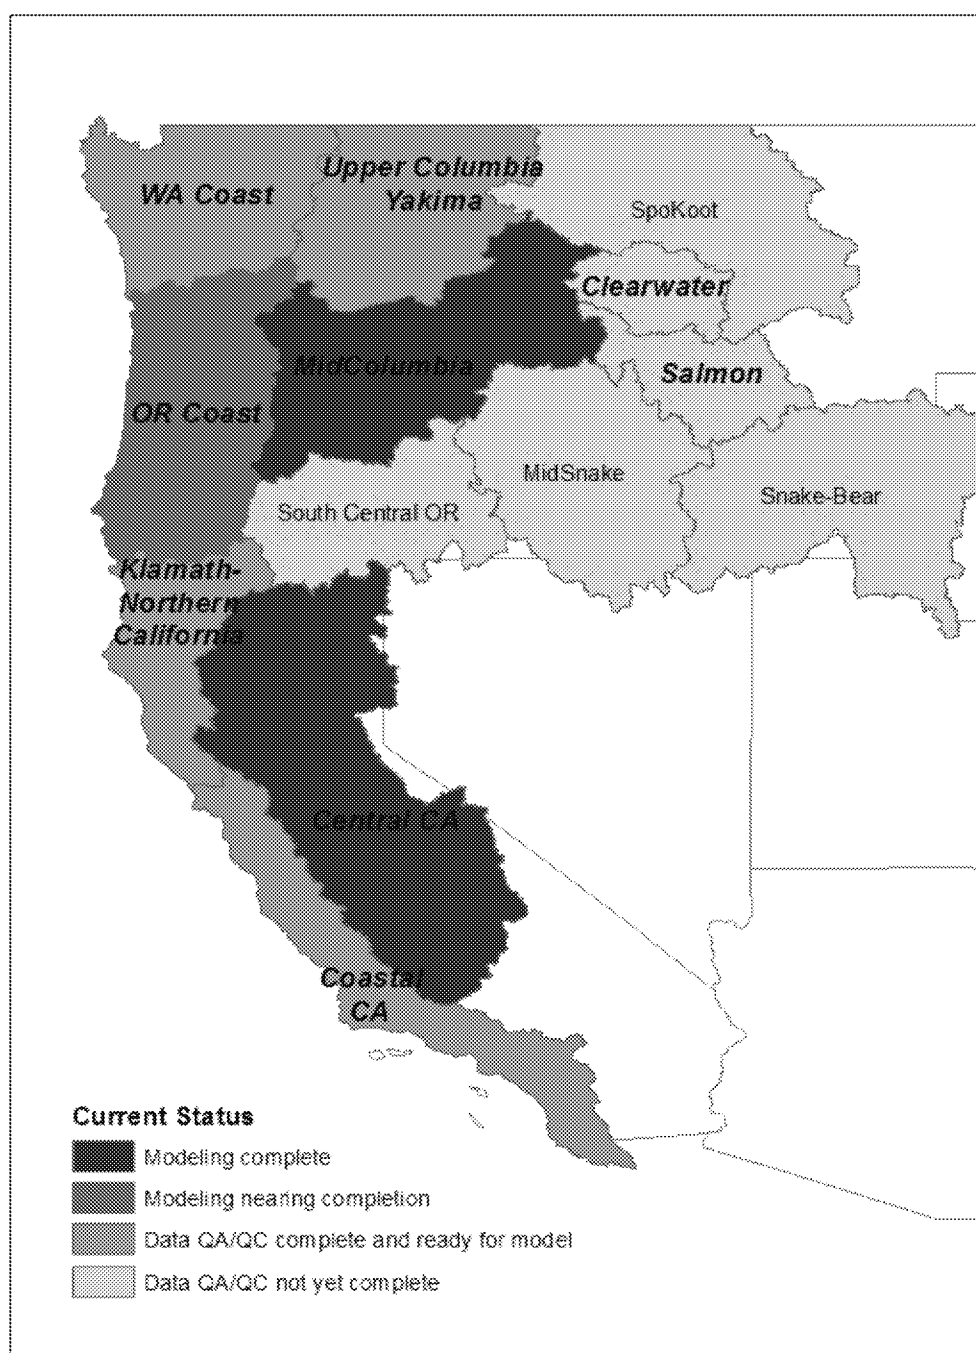 WA Coast
Upper Columbia
Yakima
SpoKoot
Clearwater
MidColumbia
Salmon
OR Coast
MidSnake
Snake-Bear
South Central OR
Klamath-
Northern
California
Central CA
Coastal
CA
Current Status
Modeling complete
Modeling nearing completion
Data QA/QC complete and ready for model
Data QA/QC not yet complete